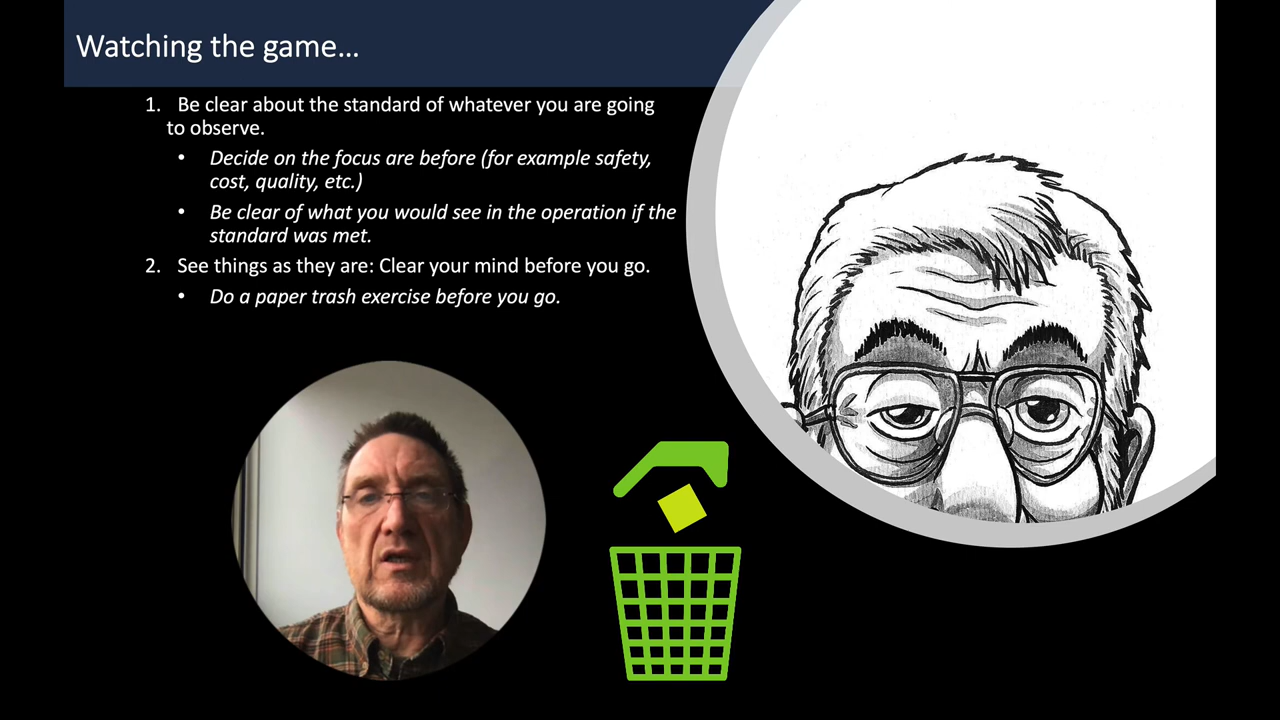 Watching the game…
1. Be clear about the standard of whatever you are going
to observe.
• Decide on the focus are before (for example safety,
cost, quality, etc.)
• Be clear of what you would see in the operation if the
standard was met.
2. See things as they are: Clear your mind before you go.
• Do a paper trash exercise before you go.